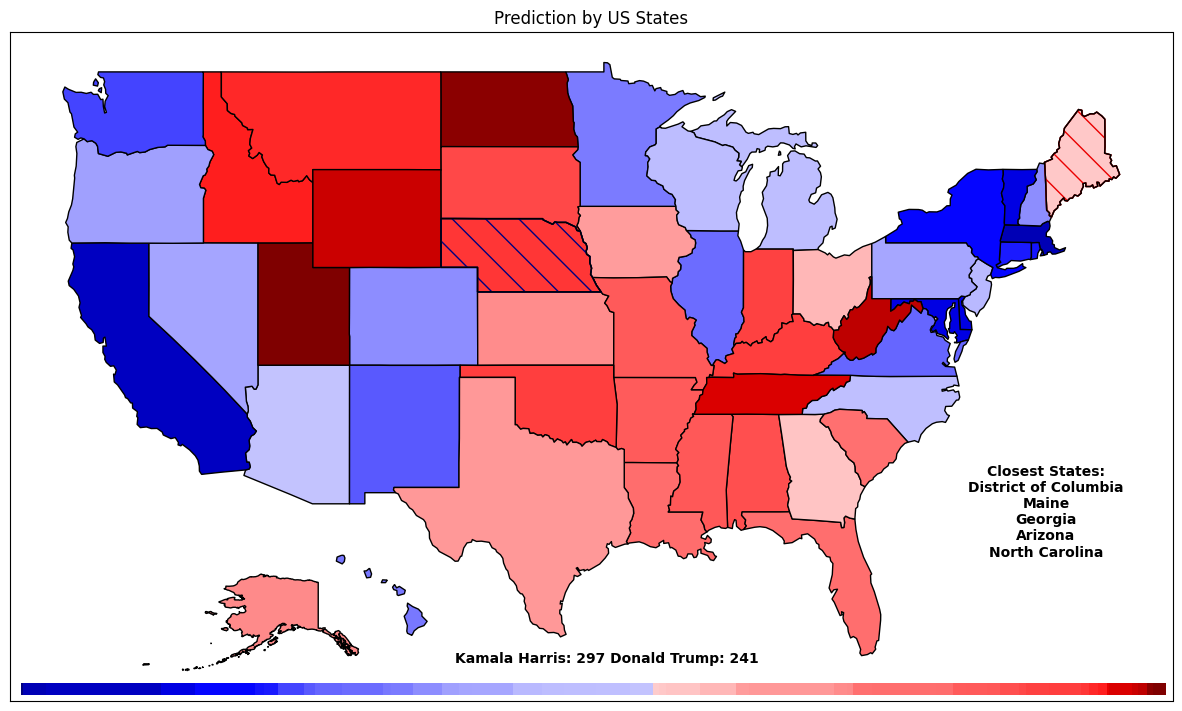 Prediction by US States
Closest States:
District of Columbia
Maine
Georgia
Arizona
North Carolina
Kamala Harris: 297 Donald Trump: 241